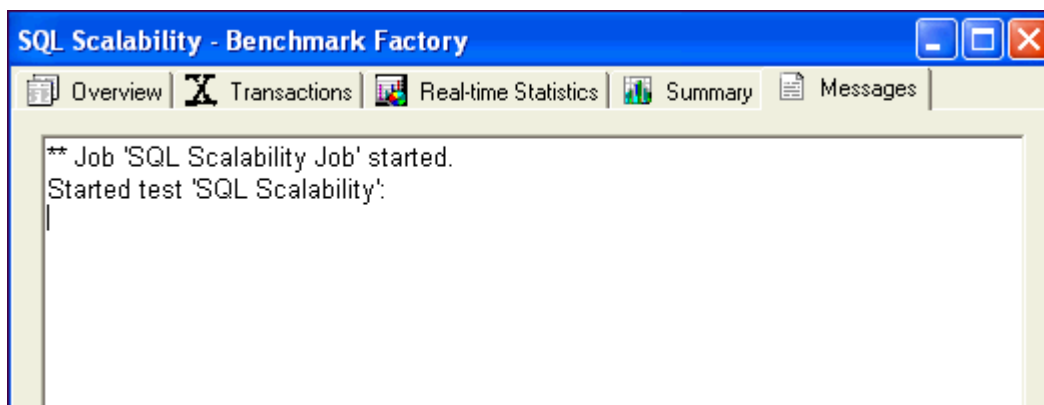 SQL Scalability - Benchmark Factory
Overview Transactions Real-time Statistics Summary Messages
** Job 'SQL Scalability Job' started.
Started test 'SQL Scalability':